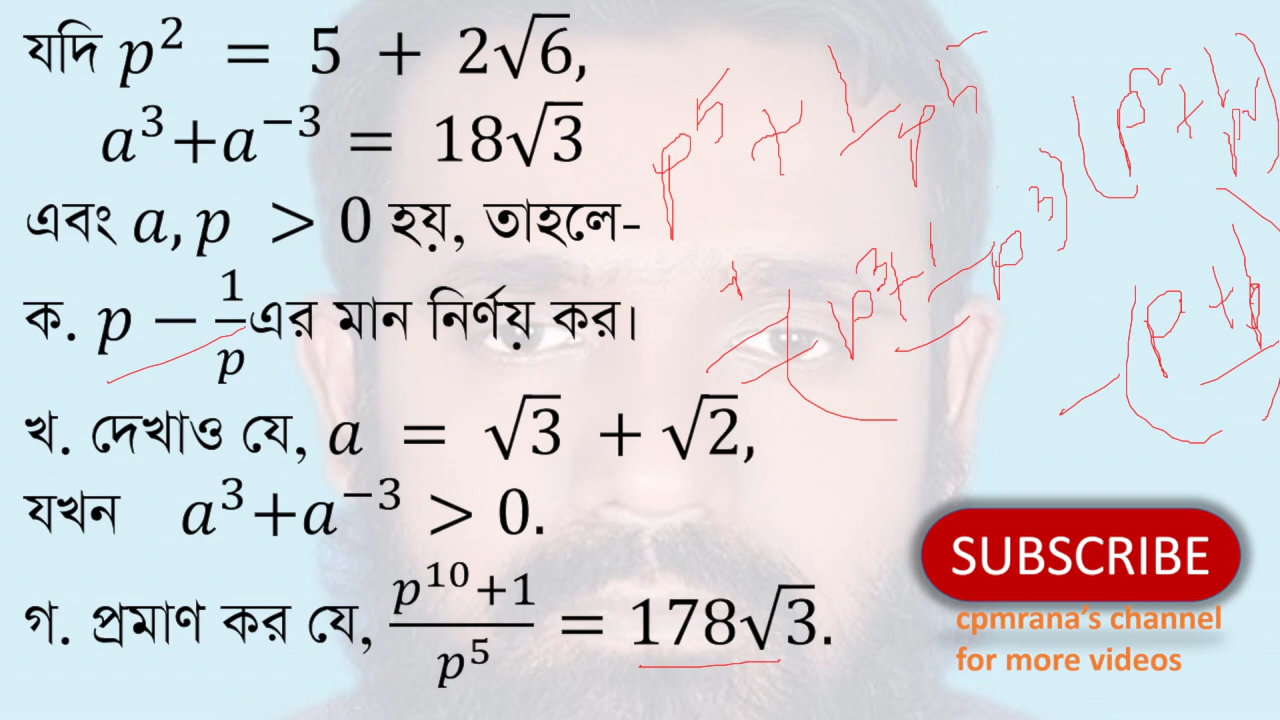 যদি p² = 5 + 2√6,
a³+a⁻³ = 18√3
এবং a, p > 0 হয়, তাহলে-
ক. p − 1/p এর মান নির্ণয় কর।
খ. দেখাও যে, a = √3 + √2,
যখন a³+a⁻³ > 0.
গ. প্রমাণ কর যে, (p¹⁰+1)/p⁵ = 178√3.
SUBSCRIBE
cpmrana's channel
for more videos